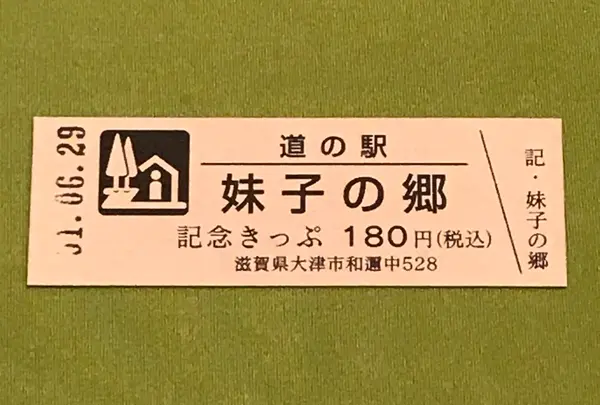 01.06.29
道の駅
妹子の郷
記念きっぷ 180円(税込)
滋賀県大津市和邇中528
記・妹子の郷